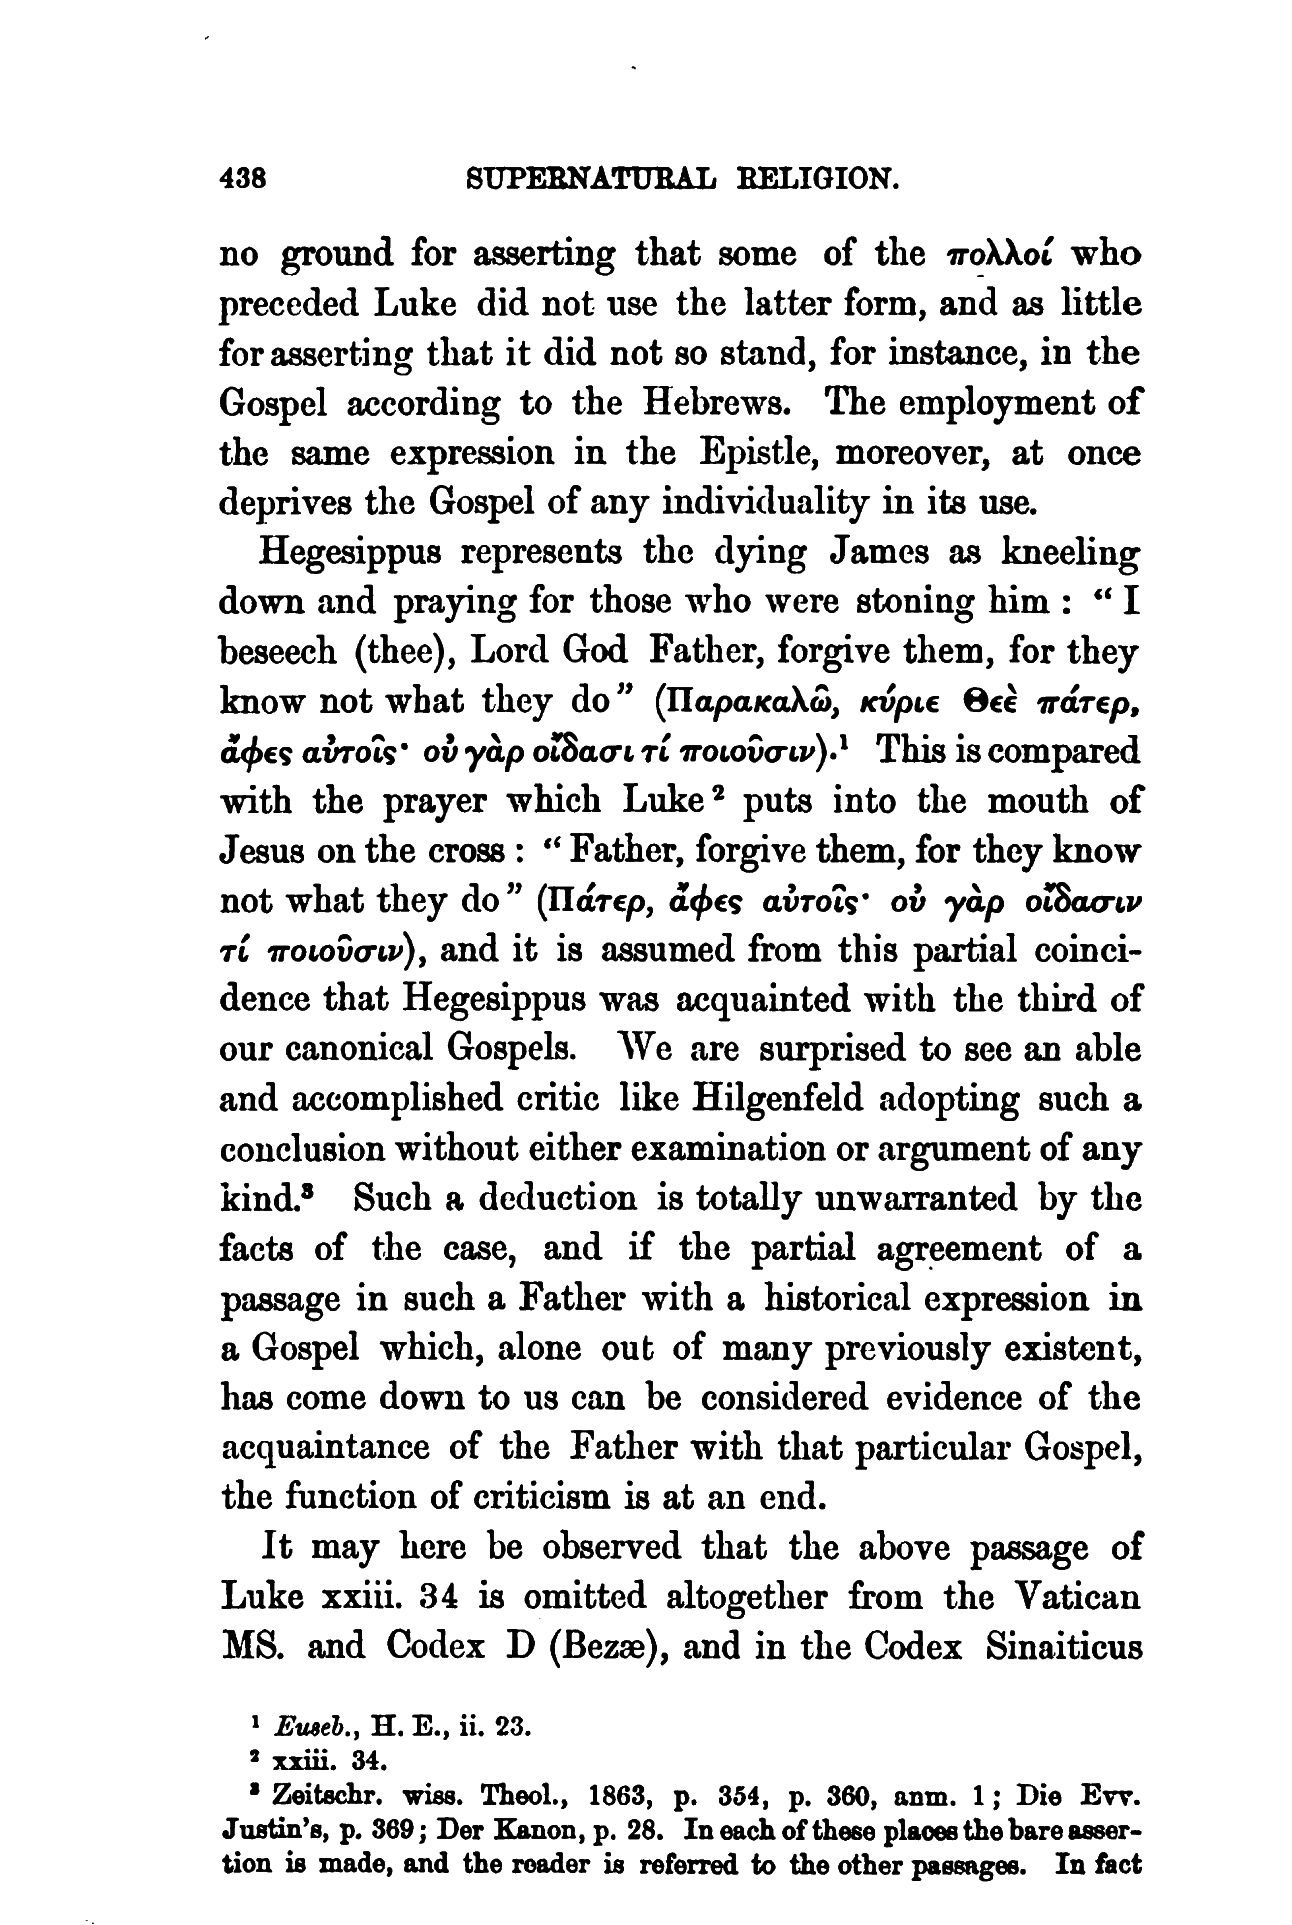 438 SUPERNATURAL RELIGION.
no ground for asserting that some of the πολλοί who
preceded Luke did not use the latter form, and as little
for asserting that it did not so stand, for instance, in the
Gospel according to the Hebrews. The employment of
the same expression in the Epistle, moreover, at once
deprives the Gospel of any individuality in its use.
Hegesippus represents the dying James as kneeling
down and praying for those who were stoning him : “ I
beseech (thee), Lord God Father, forgive them, for they
know not what they do” (Παρακαλῶ, κύριε Θεὲ πάτερ,
ἄφες αὐτοῖς· οὐ γὰρ οἴδασι τί ποιοῦσιν).¹ This is compared
with the prayer which Luke ² puts into the mouth of
Jesus on the cross : “ Father, forgive them, for they know
not what they do ” (Πάτερ, ἄφες αὐτοῖς· οὐ γὰρ οἴδασιν
τί ποιοῦσιν), and it is assumed from this partial coinci-
dence that Hegesippus was acquainted with the third of
our canonical Gospels. We are surprised to see an able
and accomplished critic like Hilgenfeld adopting such a
conclusion without either examination or argument of any
kind.³ Such a deduction is totally unwarranted by the
facts of the case, and if the partial agreement of a
passage in such a Father with a historical expression in
a Gospel which, alone out of many previously existent,
has come down to us can be considered evidence of the
acquaintance of the Father with that particular Gospel,
the function of criticism is at an end.
It may here be observed that the above passage of
Luke xxiii. 34 is omitted altogether from the Vatican
MS. and Codex D (Bezæ), and in the Codex Sinaiticus
¹ Euseb., H. E., ii. 23.
² xxiii. 34.
³ Zeitschr. wiss. Theol., 1863, p. 354, p. 360, anm. 1 ; Die Evv.
Justin’s, p. 369 ; Der Kanon, p. 28. In each of these places the bare asser-
tion is made, and the reader is referred to the other passages. In fact